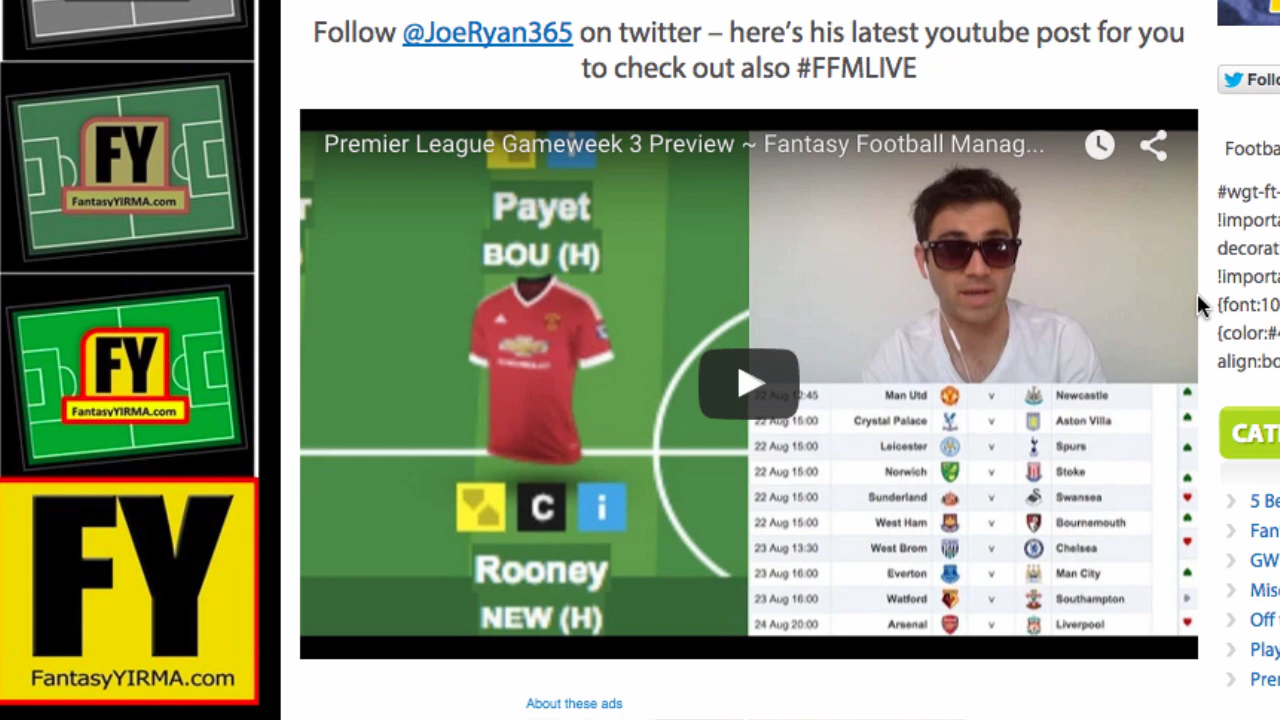 Follow @JoeRyan365 on twitter – here's his latest youtube post for you
to check out also #FFMLIVE
FY
FantasyYIRMA.com
FY
FantasyYIRMA.com
FY
FantasyYIRMA.com
Premier League Gameweek 3 Preview ~ Fantasy Football Manag...
Payet
BOU (H)
C
i
Rooney
NEW (H)
22 Aug 12:45 Man Utd v Newcastle
22 Aug 15:00 Crystal Palace v Aston Villa
22 Aug 15:00 Leicester v Spurs
22 Aug 15:00 Norwich v Stoke
22 Aug 15:00 Sunderland v Swansea
22 Aug 15:00 West Ham v Bournemouth
23 Aug 13:30 West Brom v Chelsea
23 Aug 16:00 Everton v Man City
23 Aug 16:00 Watford v Southampton
24 Aug 20:00 Arsenal v Liverpool
About these ads
Follo
Footba
#wgt-ft-
!importa
decorat
!importa
{font:10
{color:#4
align:bo
CATE
5 Be
Fan
GW
Misc
Off t
Play
Prer